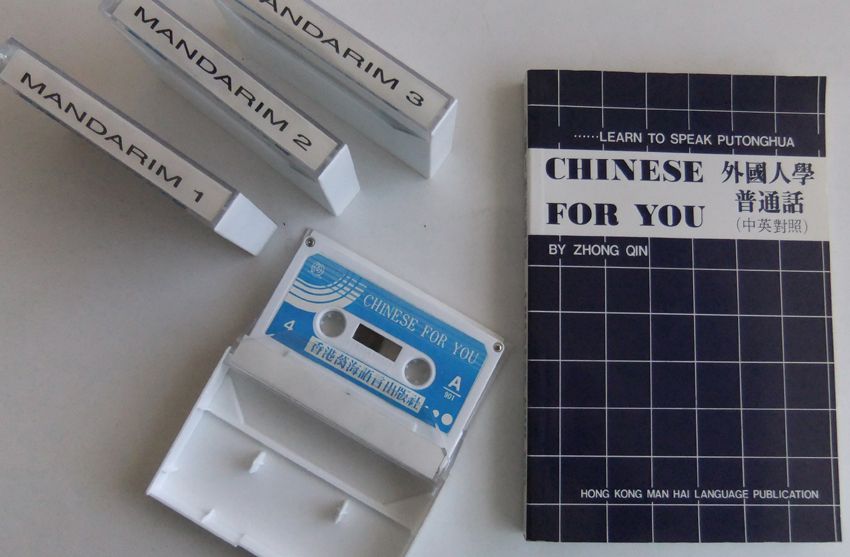 MANDARIM 1
MANDARIM 2
MANDARIM 3
CHINESE FOR YOU
4
香港萬海語言出版社
A
901
······LEARN TO SPEAK PUTONGHUA
CHINESE
FOR YOU
外國人學
普通話
(中英對照)
BY ZHONG QIN
HONG KONG MAN HAI LANGUAGE PUBLICATION